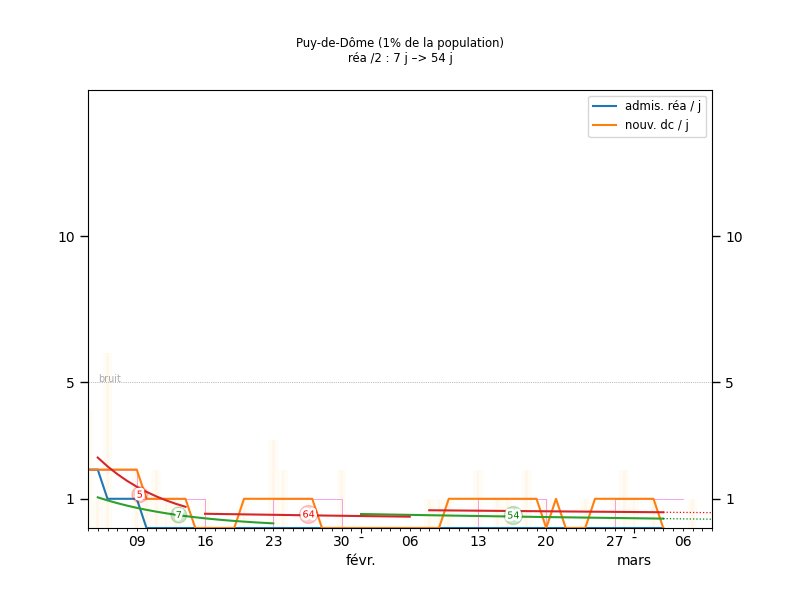 Puy-de-Dôme (1% de la population)
réa /2 : 7 j –> 54 j
admis. réa / j
nouv. dc / j
10
10
bruit
5
5
5
7
64
54
1
1
09
16
23
30
06
13
20
27
06
févr.
mars